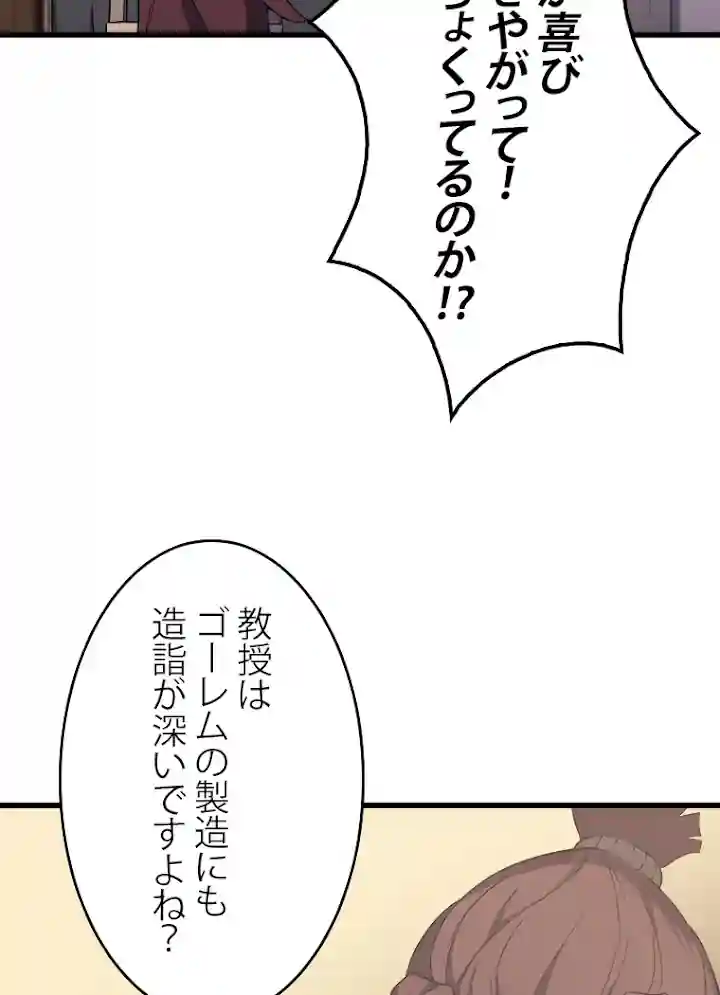 喜び
やがって!
ょくってるのか!?
教授は
ゴーレムの製造にも
造詣が深いですよね?